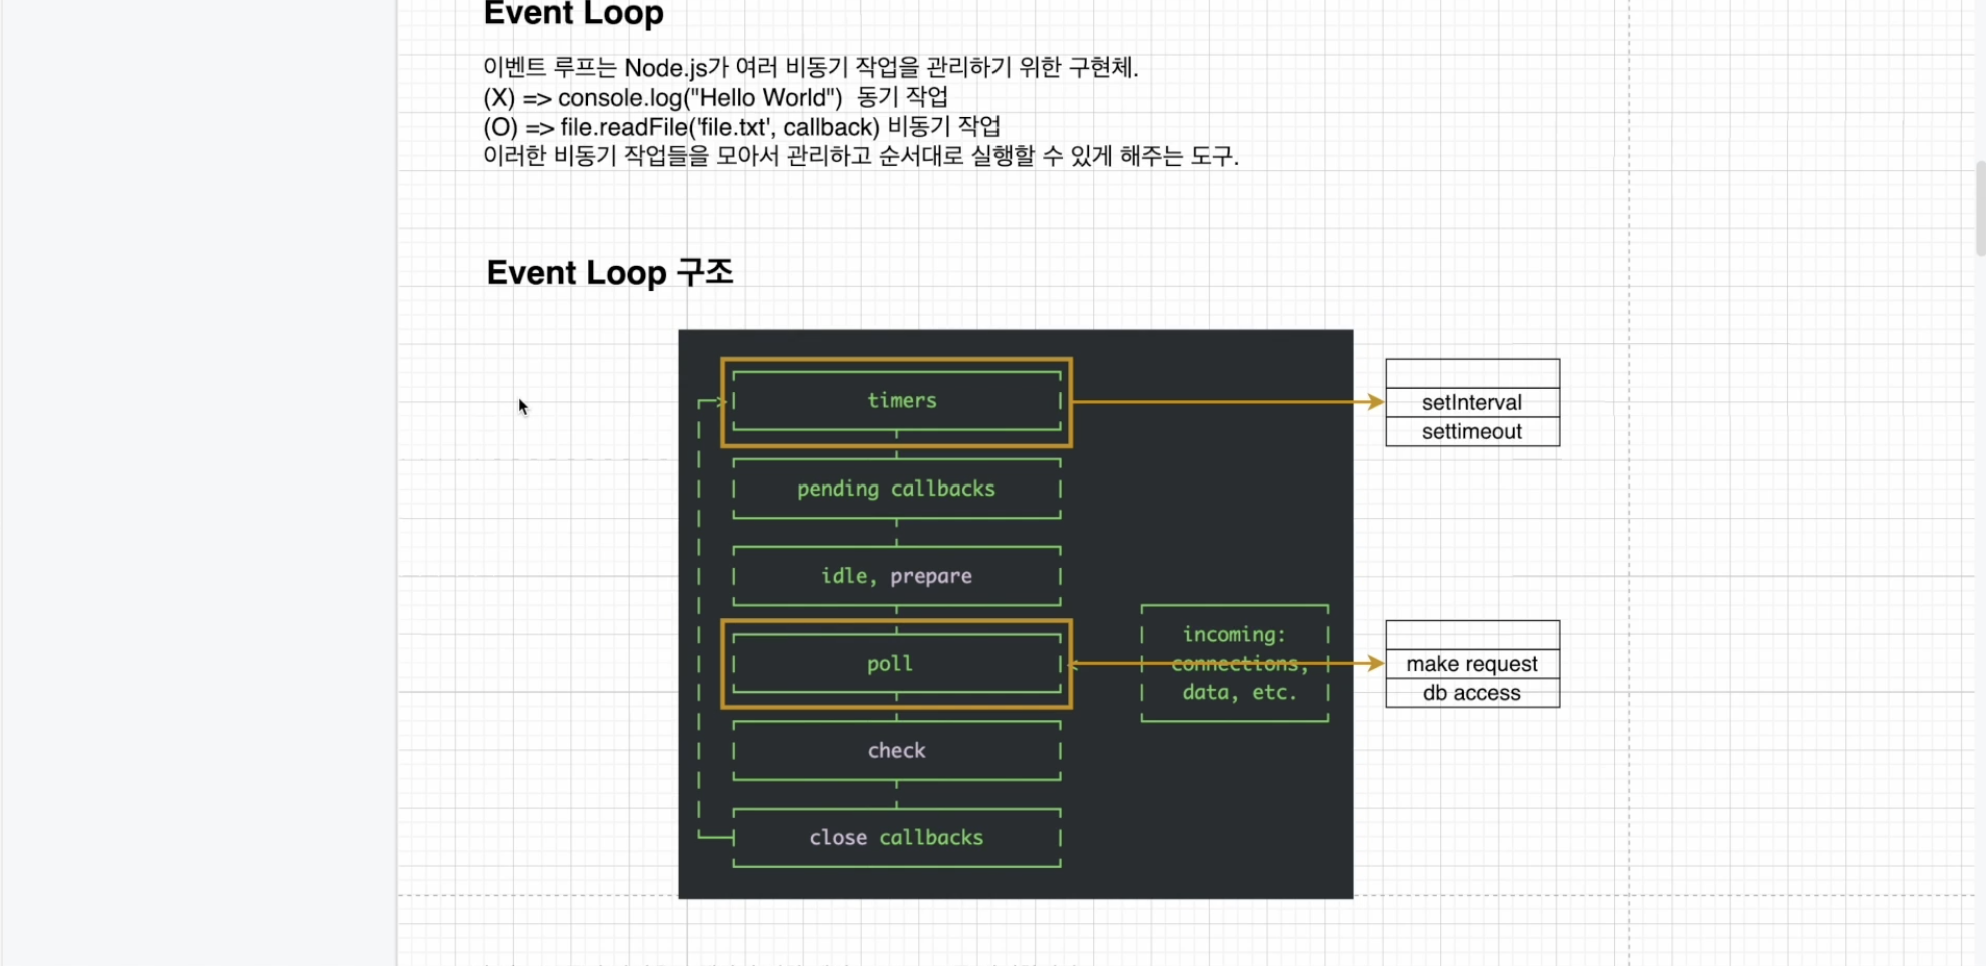 Event Loop
이벤트 루프는 Node.js가 여러 비동기 작업을 관리하기 위한 구현체.
(X) => console.log("Hello World")  동기 작업
(O) => file.readFile('file.txt', callback) 비동기 작업
이러한 비동기 작업들을 모아서 관리하고 순서대로 실행할 수 있게 해주는 도구.
Event Loop 구조
timers
setInterval
settimeout
pending callbacks
idle, prepare
incoming:
poll
connections,
make request
data, etc.
db access
check
close callbacks